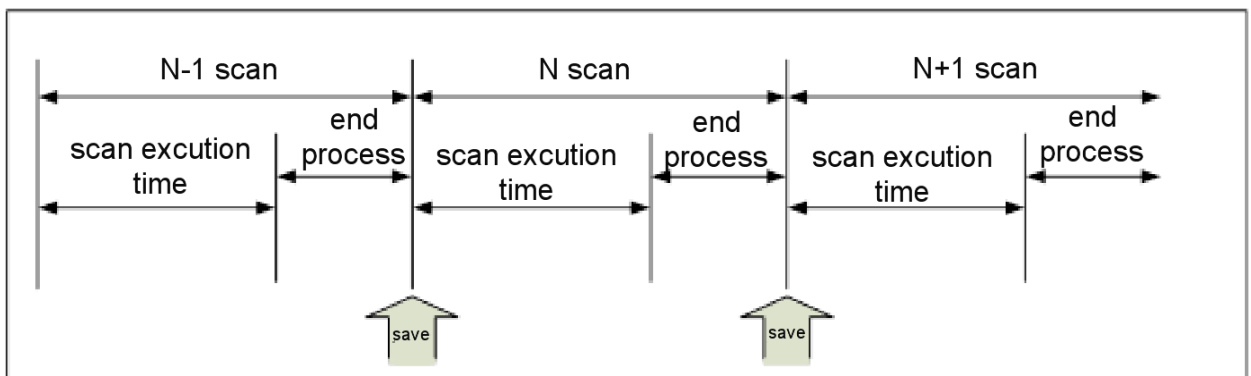 N-1 scan
N scan
N+1 scan
end
process
scan excution
time
end
process
scan excution
time
end
process
scan excution
time
save
save